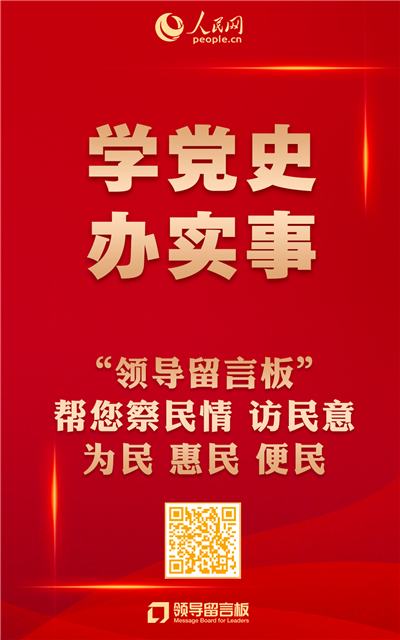 人民网
people.cn
学党史
办实事
“领导留言板”
帮您察民情 访民意
为民 惠民 便民
领导留言板
Message Board for Leaders